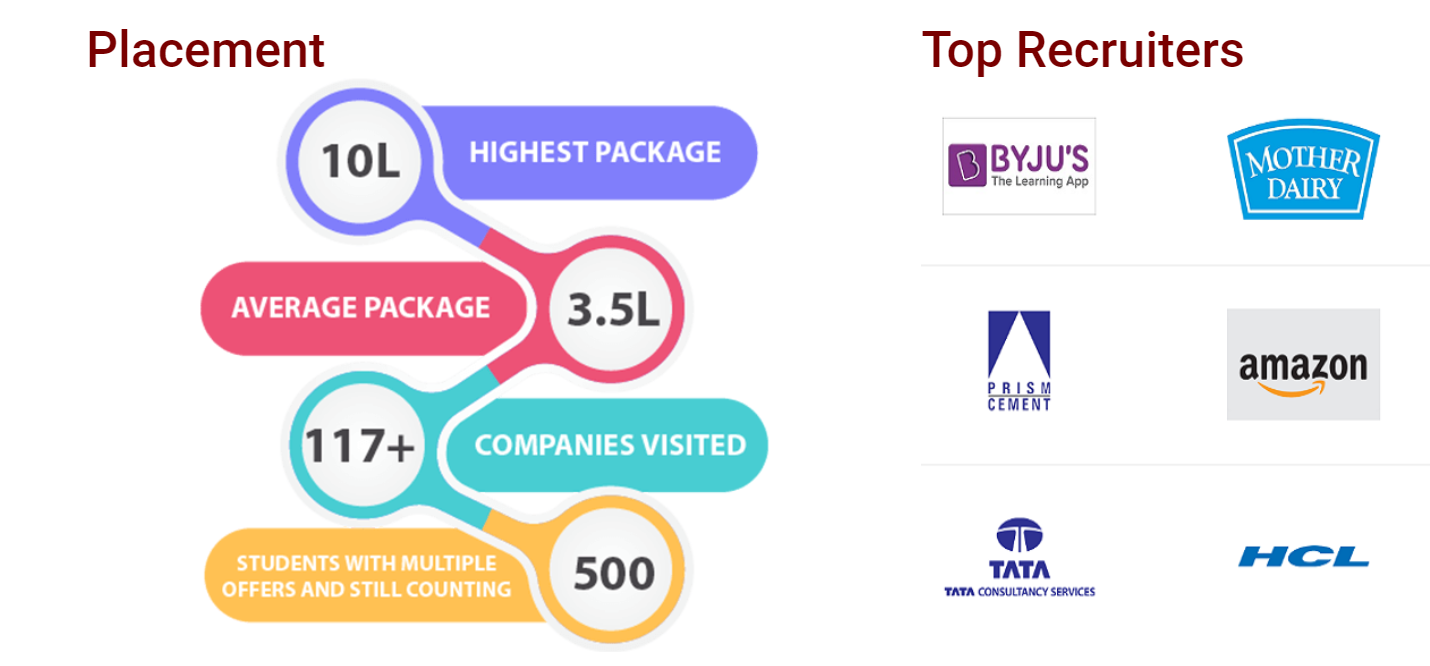 Placement
10L
HIGHEST PACKAGE
AVERAGE PACKAGE
3.5L
117+
COMPANIES VISITED
STUDENTS WITH MULTIPLE
OFFERS AND STILL COUNTING
500
Top Recruiters
B BYJU'S
The Learning App
MOTHER
DAIRY
PRISM
CEMENT
amazon
TATA
TATA CONSULTANCY SERVICES
HCL